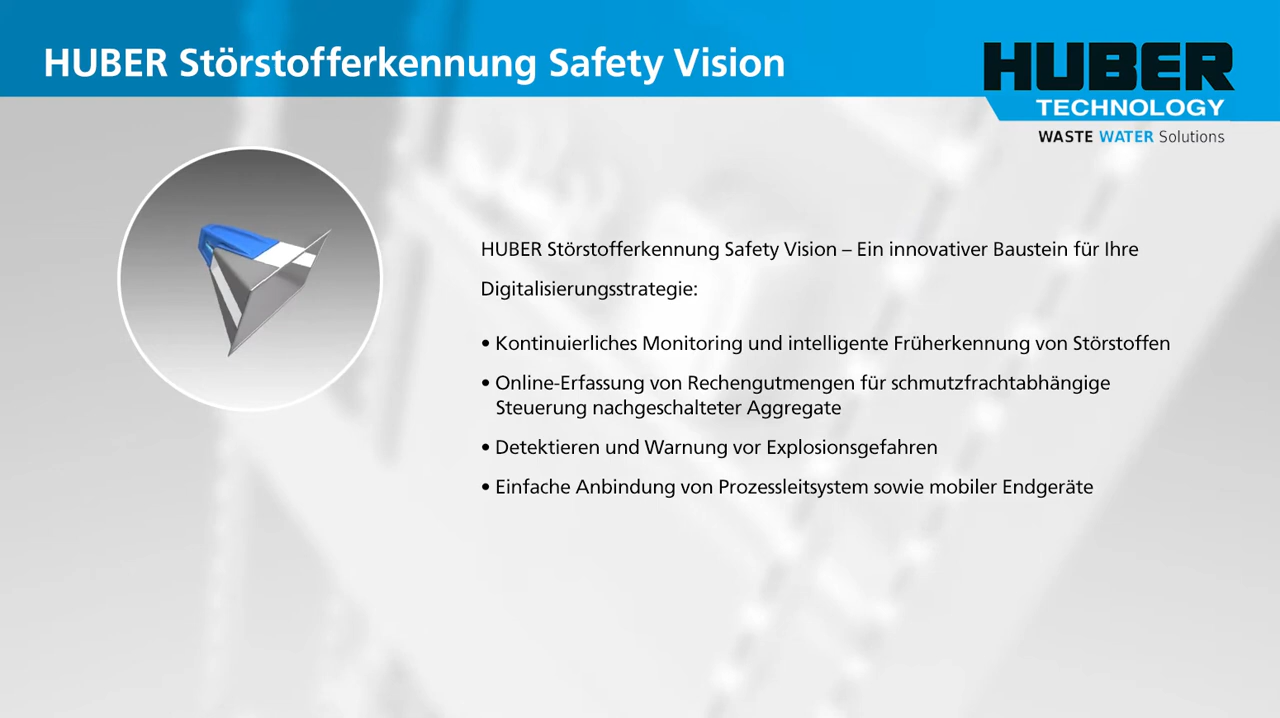 HUBER Störstofferkennung Safety Vision
HUBER
TECHNOLOGY
WASTE WATER Solutions
HUBER Störstofferkennung Safety Vision – Ein innovativer Baustein für Ihre
Digitalisierungsstrategie:
• Kontinuierliches Monitoring und intelligente Früherkennung von Störstoffen
• Online-Erfassung von Rechengutmengen für schmutzfrachtabhängige
Steuerung nachgeschalteter Aggregate
• Detektieren und Warnung vor Explosionsgefahren
• Einfache Anbindung von Prozessleitsystem sowie mobiler Endgeräte